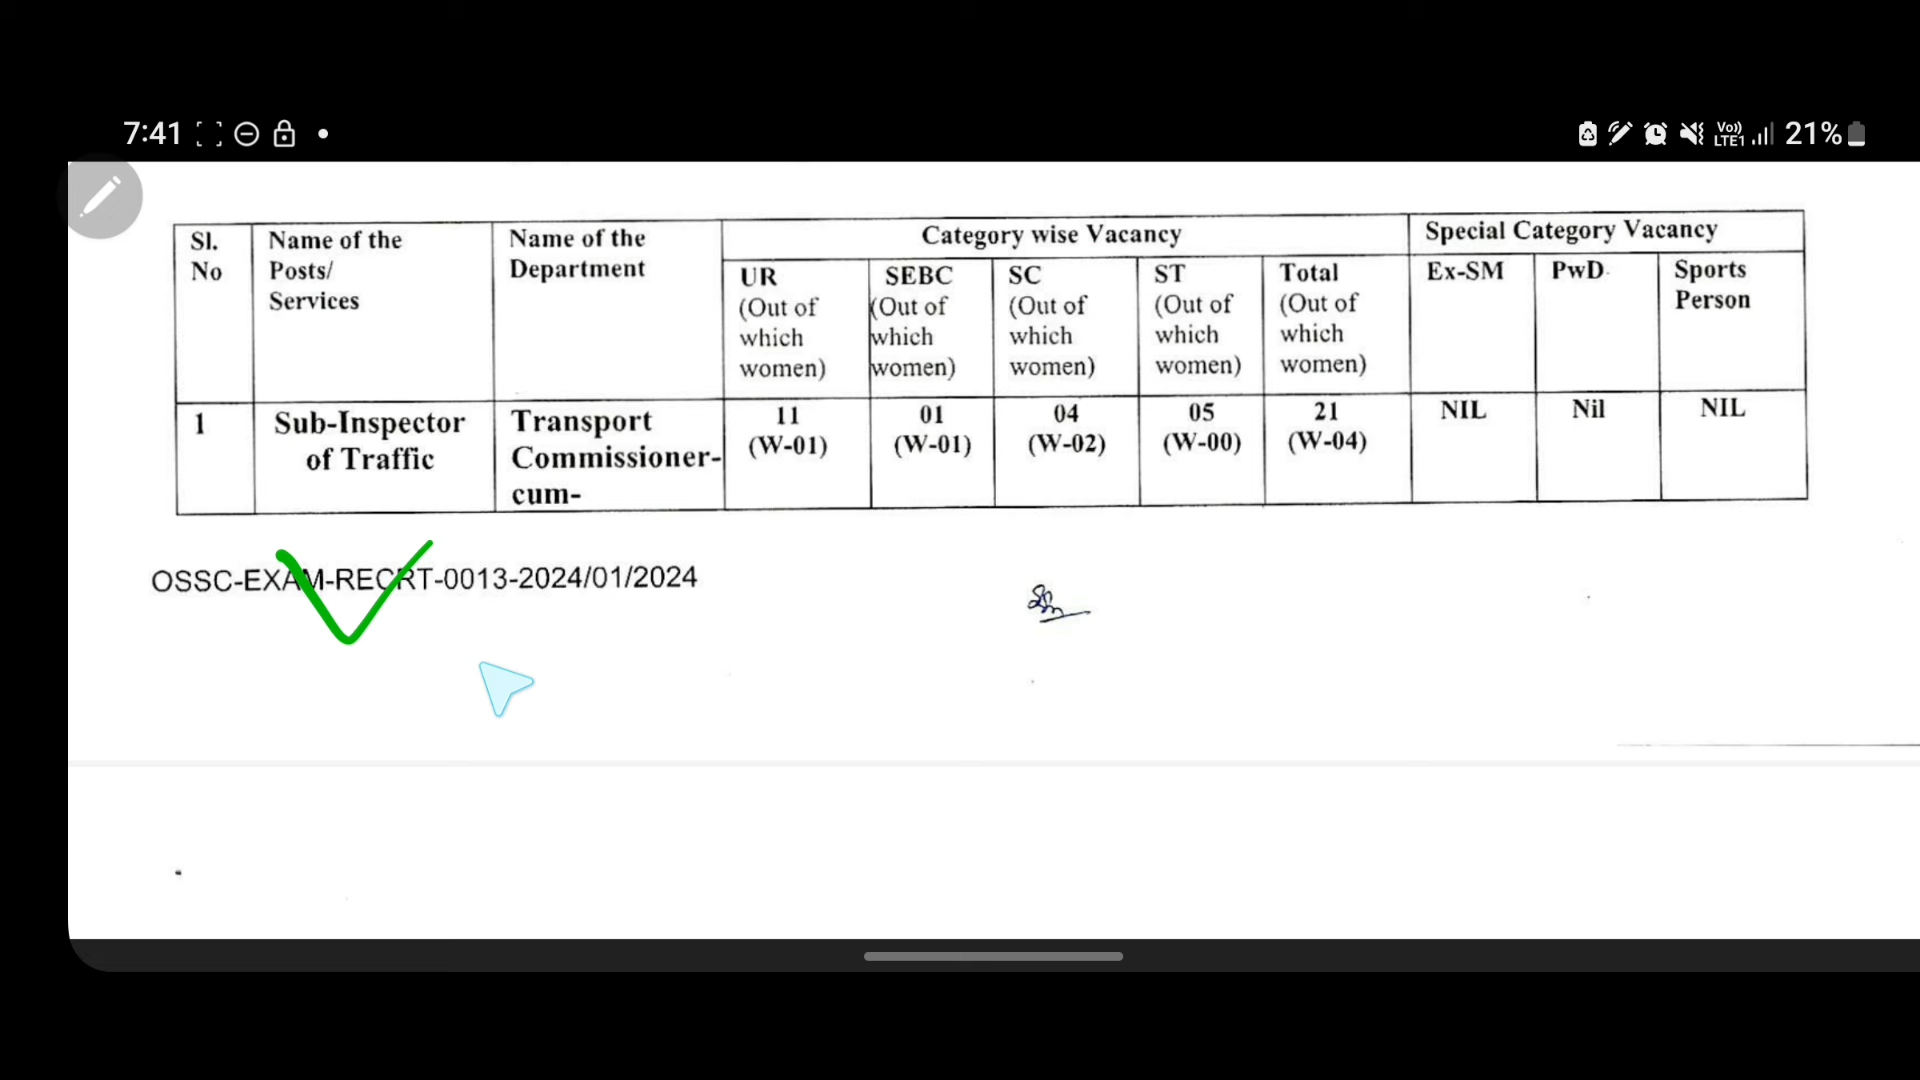 7:41
Vo)) LTE1 21%
Sl. No
Name of the Posts/ Services
Name of the Department
Category wise Vacancy
Special Category Vacancy
UR (Out of which women)
SEBC (Out of which women)
SC (Out of which women)
ST (Out of which women)
Total (Out of which women)
Ex-SM
PwD
Sports Person
1
Sub-Inspector of Traffic
Transport Commissioner-cum-
11 (W-01)
01 (W-01)
04 (W-02)
05 (W-00)
21 (W-04)
NIL
Nil
NIL
OSSC-EXAM-RECRT-0013-2024/01/2024